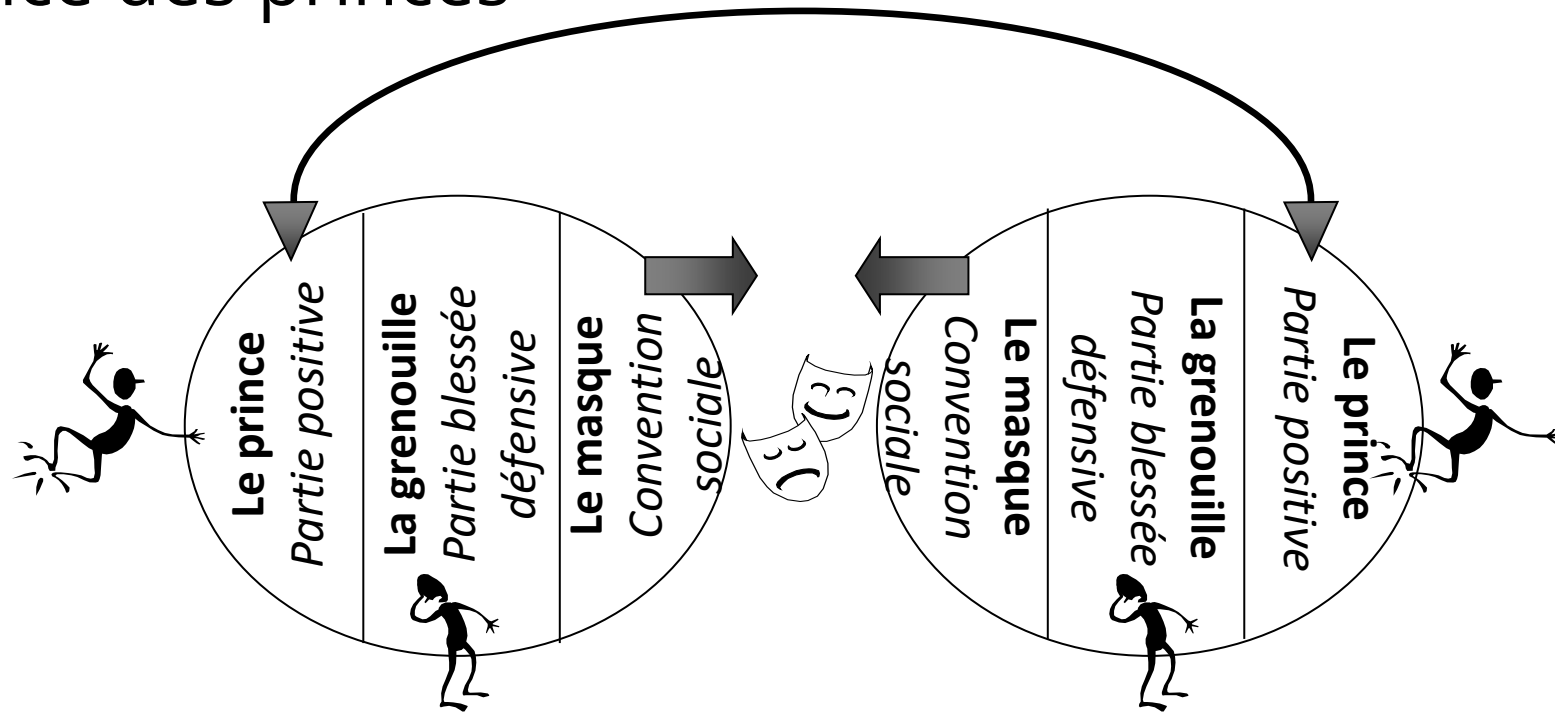 des princes
Le prince
Partie positive
La grenouille
Partie blessée
défensive
Le masque
Convention
sociale
sociale
Convention
Le masque
défensive
Partie blessée
La grenouille
Partie positive
Le prince